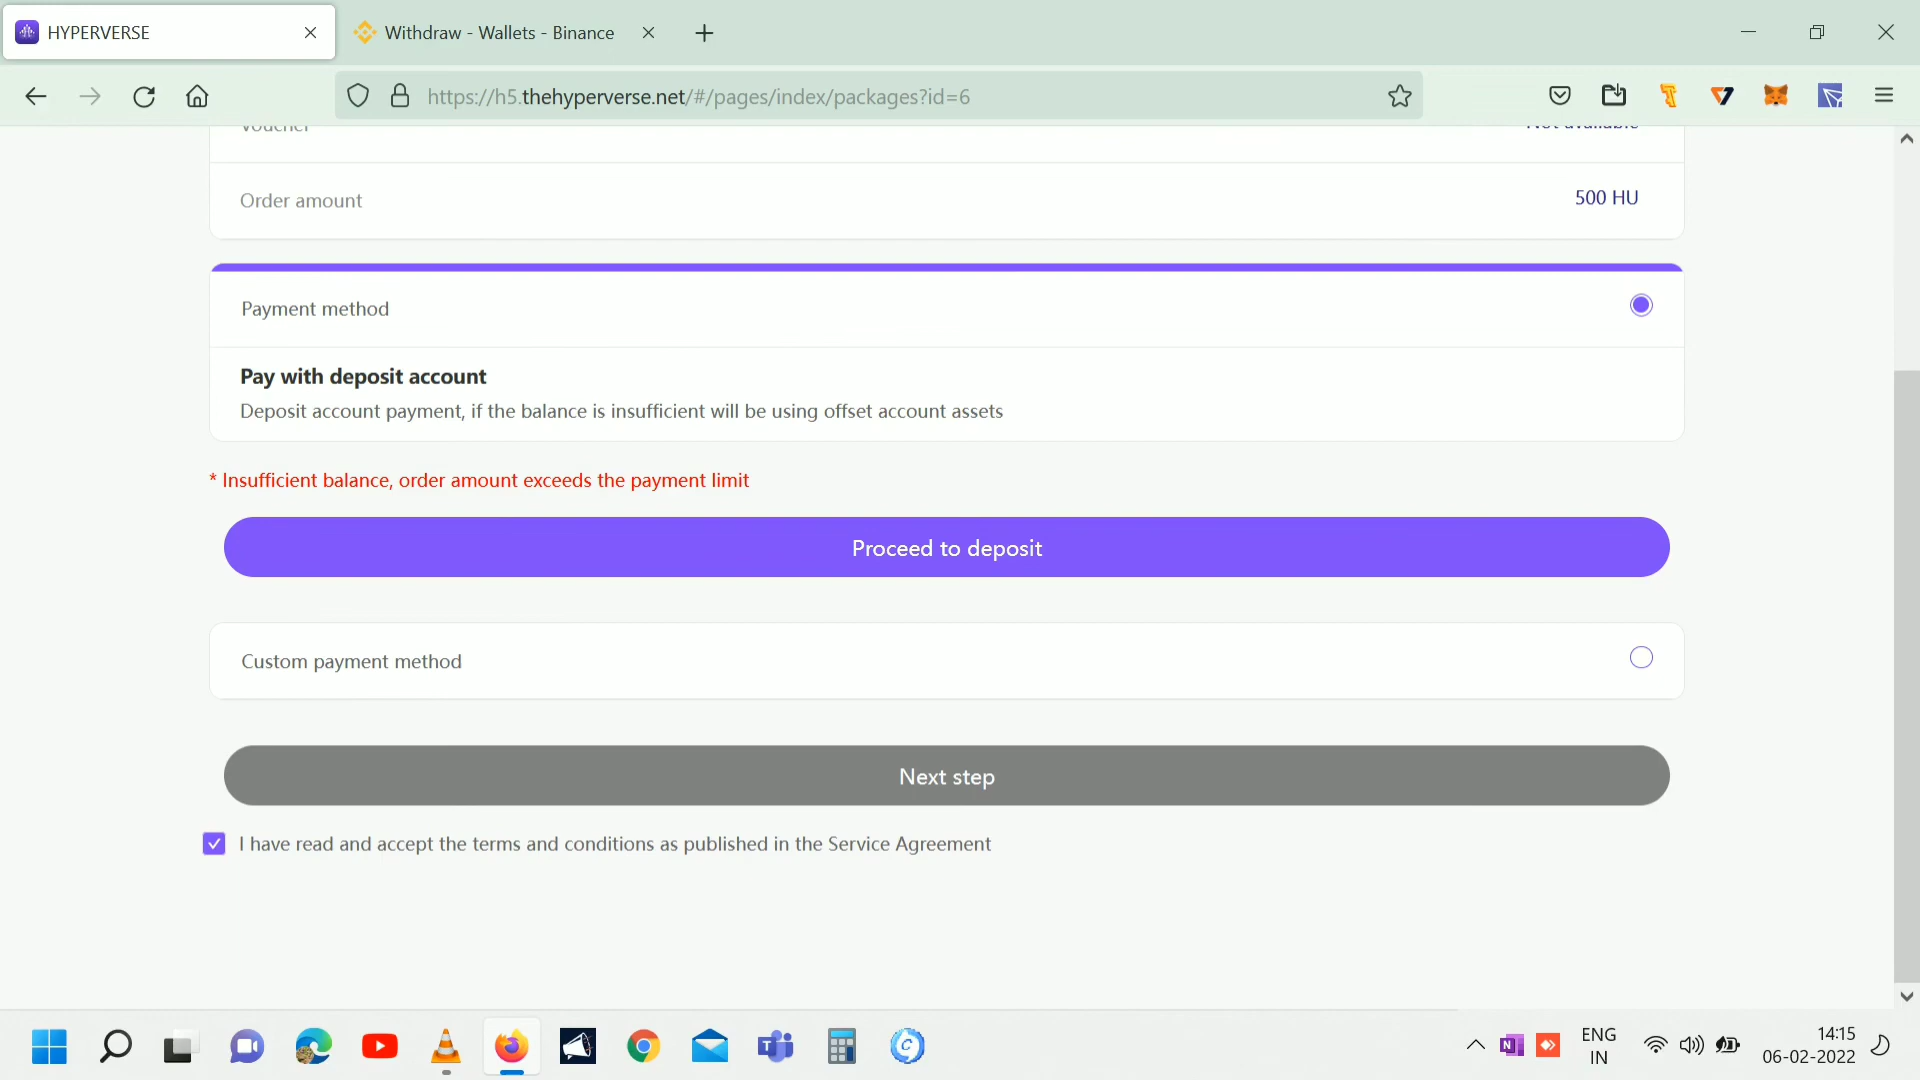 HYPERVERSE
Withdraw - Wallets - Binance
https://h5.thehyperverse.net/#/pages/index/packages?id=6
Voucher
Not available
Order amount
500 HU
Payment method
Pay with deposit account
Deposit account payment, if the balance is insufficient will be using offset account assets
* Insufficient balance, order amount exceeds the payment limit
Proceed to deposit
Custom payment method
Next step
I have read and accept the terms and conditions as published in the Service Agreement
ENG
IN
14:15
06-02-2022